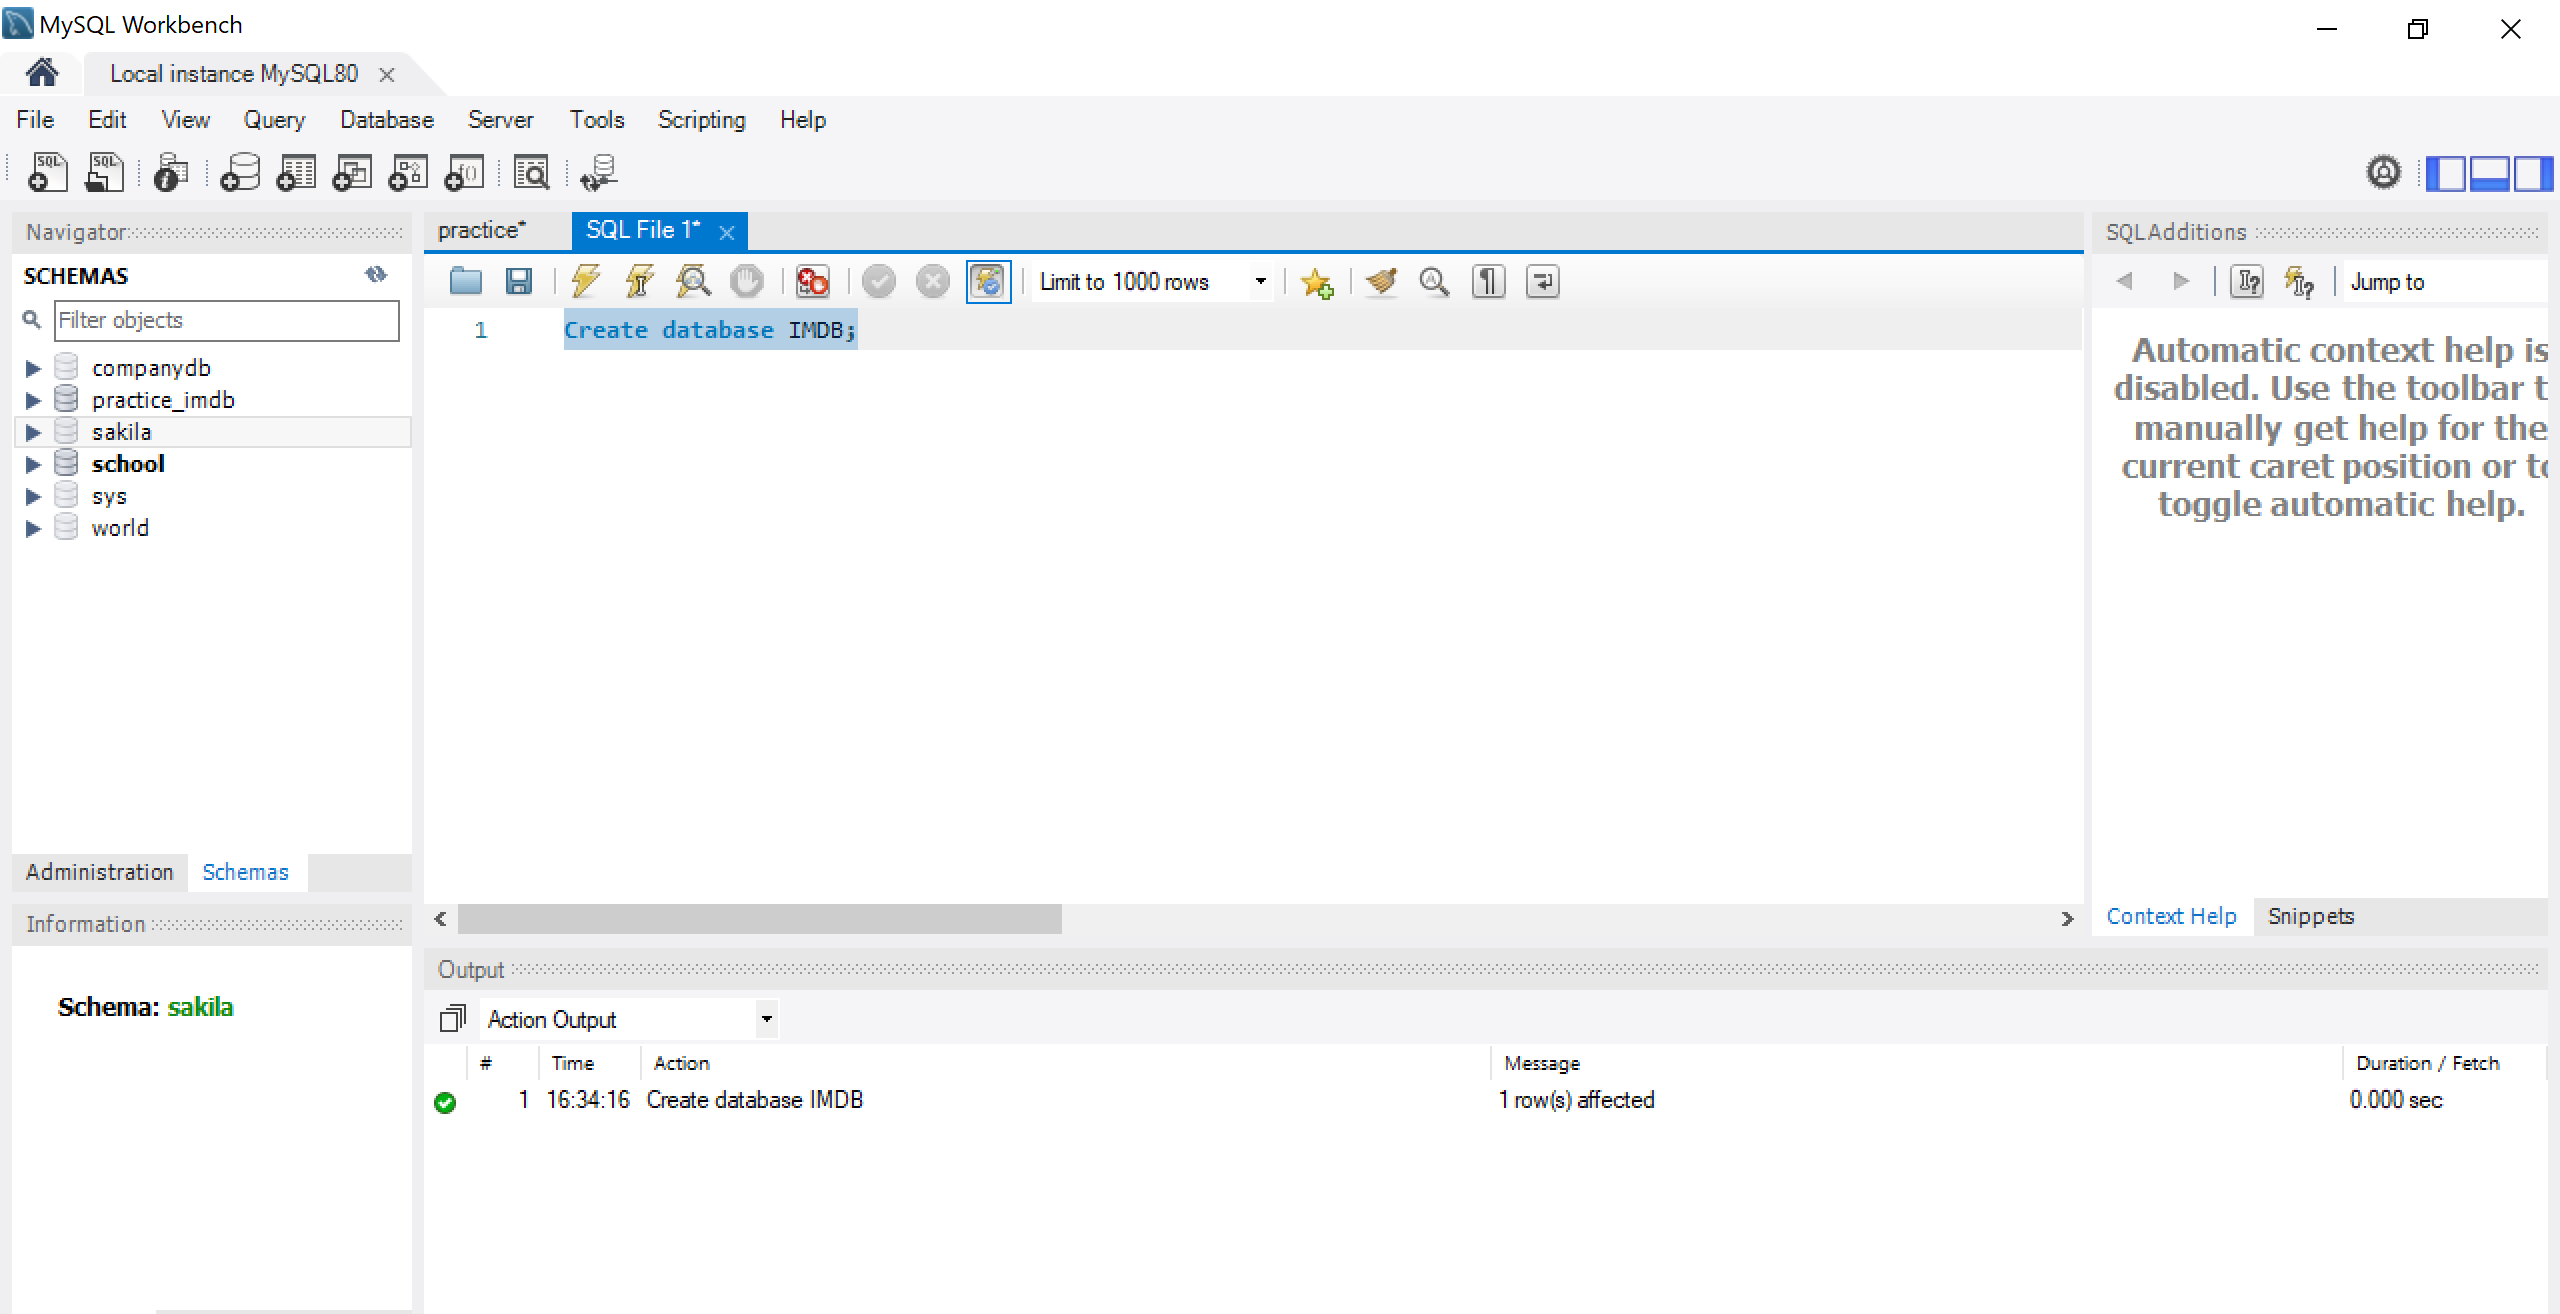 MySQL Workbench
Local instance MySQL80
File Edit View Query Database Server Tools Scripting Help
Navigator
SCHEMAS
Filter objects
companydb
practice_imdb
sakila
school
sys
world
Administration Schemas
Information
Schema: sakila
practice* SQL File 1*
Limit to 1000 rows
1 Create database IMDB;
Output
Action Output
# Time Action Message Duration / Fetch
1 16:34:16 Create database IMDB 1 row(s) affected 0.000 sec
SQLAdditions
Jump to
Automatic context help is
disabled. Use the toolbar t
manually get help for the
current caret position or to
toggle automatic help.
Context Help Snippets